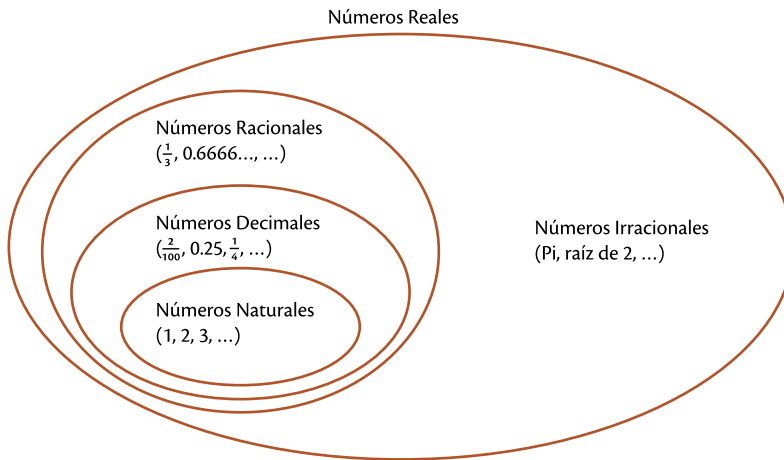 Números Reales
Números Racionales
(1/3, 0.6666..., ...)
Números Decimales
(2/100, 0.25, 1/4, ...)
Números Irracionales
(Pi, raíz de 2, ...)
Números Naturales
(1, 2, 3, ...)